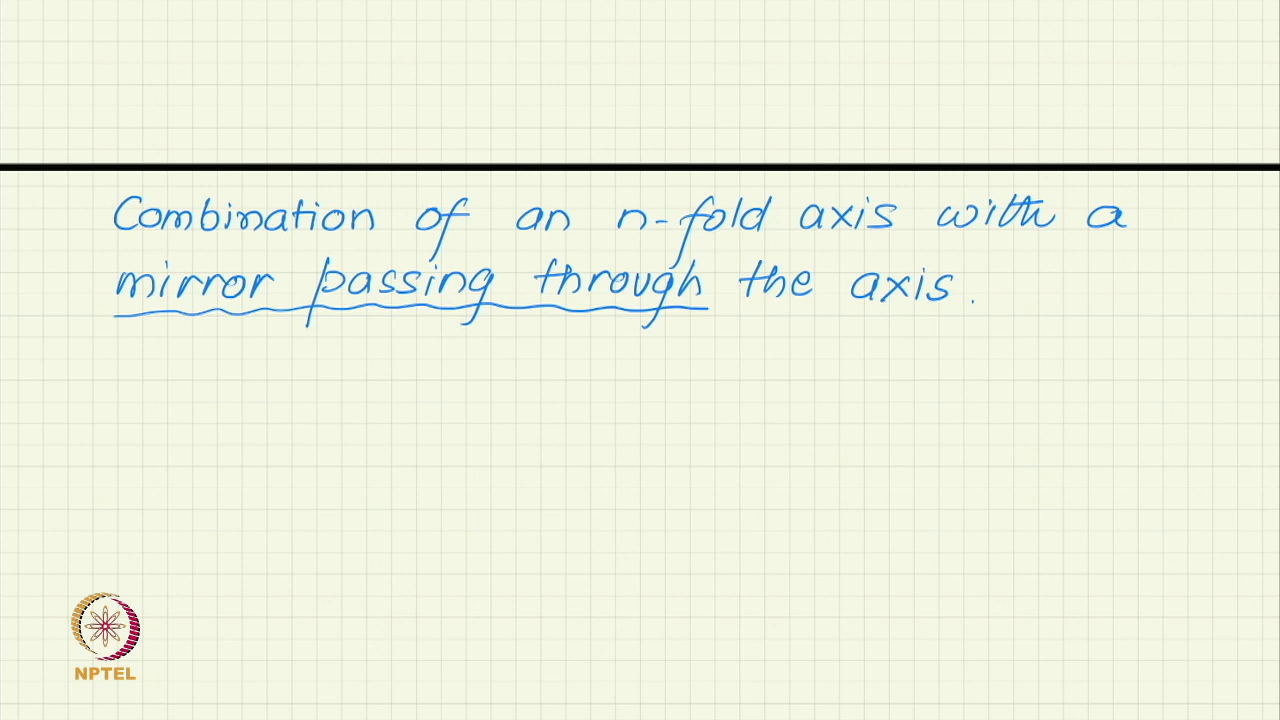 Combination of an n-fold axis with a
mirror passing through the axis.
NPTEL